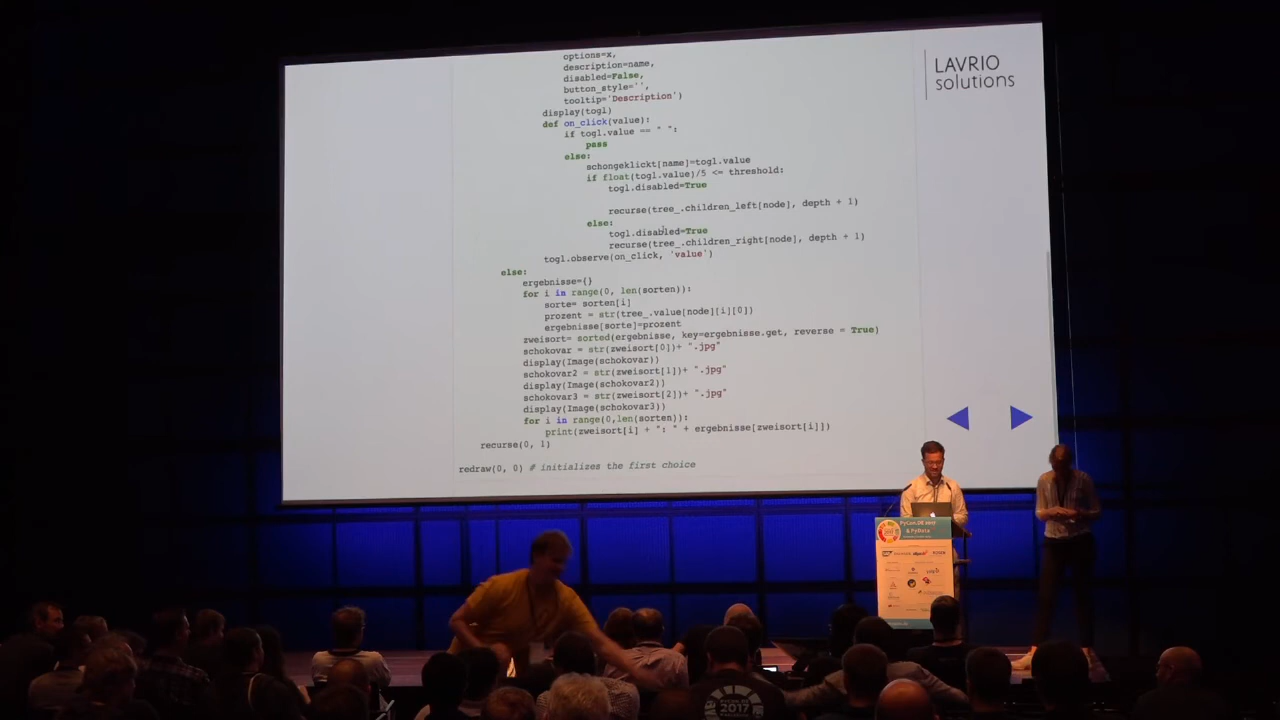 options=x,
description=name,
disabled=False,
button_style='',
tooltip='Description')
display(togl)
def on_click(value):
if togl.value == " ":
pass
else:
schongeklickt[name]=togl.value
if float(togl.value)/5 <= threshold:
togl.disabled=True
recurse(tree_.children_left[node], depth + 1)
else:
togl.disabled=True
recurse(tree_.children_right[node], depth + 1)
togl.observe(on_click, 'value')
else:
ergebnisse={}
for i in range(0, len(sorten)):
sorte= sorten[i]
prozent = str(tree_.value[node][i][0])
ergebnisse[sorte]=prozent
zweisort= sorted(ergebnisse, key=ergebnisse.get, reverse = True)
schokovar = str(zweisort[0])+ ".jpg"
display(Image(schokovar))
schokovar2 = str(zweisort[1])+ ".jpg"
display(Image(schokovar2))
schokovar3 = str(zweisort[2])+ ".jpg"
display(Image(schokovar3))
for i in range(0,len(sorten)):
print(zweisort[i] + ": " + ergebnisse[zweisort[i]])
recurse(0, 1)
redraw(0, 0) # initializes the first choice
LAVRIO
solutions
PyCon.DE 2017
& PyData
SAP
2017